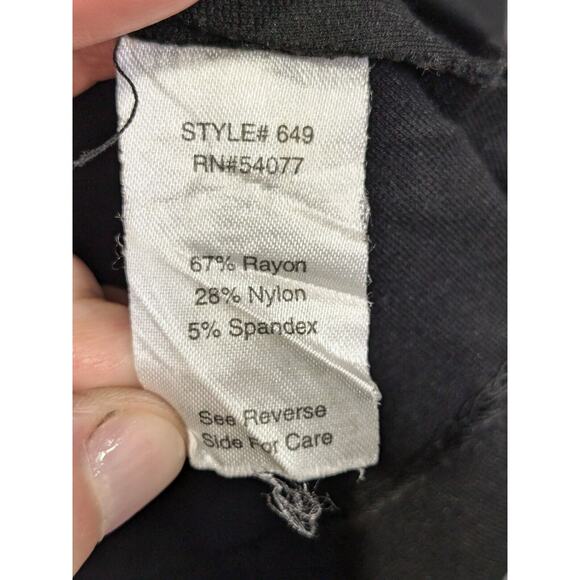 STYLE# 649
RN#54077
67% Rayon
28% Nylon
5% Spandex
See Reverse
Side For Care